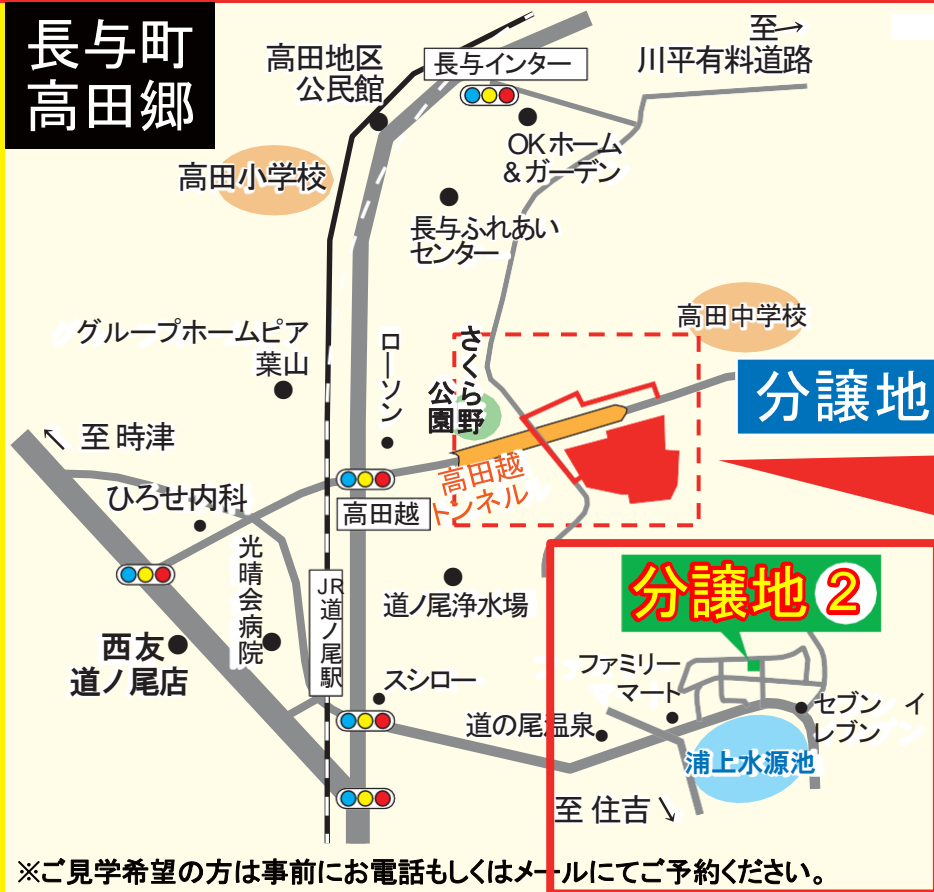 長与町
高田郷
至→
川平有料道路
高田地区
公民館
長与インター
OKホーム
&ガーデン
高田小学校
長与ふれあい
センター
高田中学校
グループホームピア
葉山
ローソン
さくら野
公園
分譲地
↖ 至 時津
高田越
トンネル
ひろせ内科
高田越
光晴会病院
JR道ノ尾駅
道ノ尾浄水場
分譲地 ②
西友
道ノ尾店
スシロー
ファミリー
マート
セブン イ
レブン
道の尾温泉
浦上水源池
至 住吉↘
※ご見学希望の方は事前にお電話もしくはメールにてご予約ください。